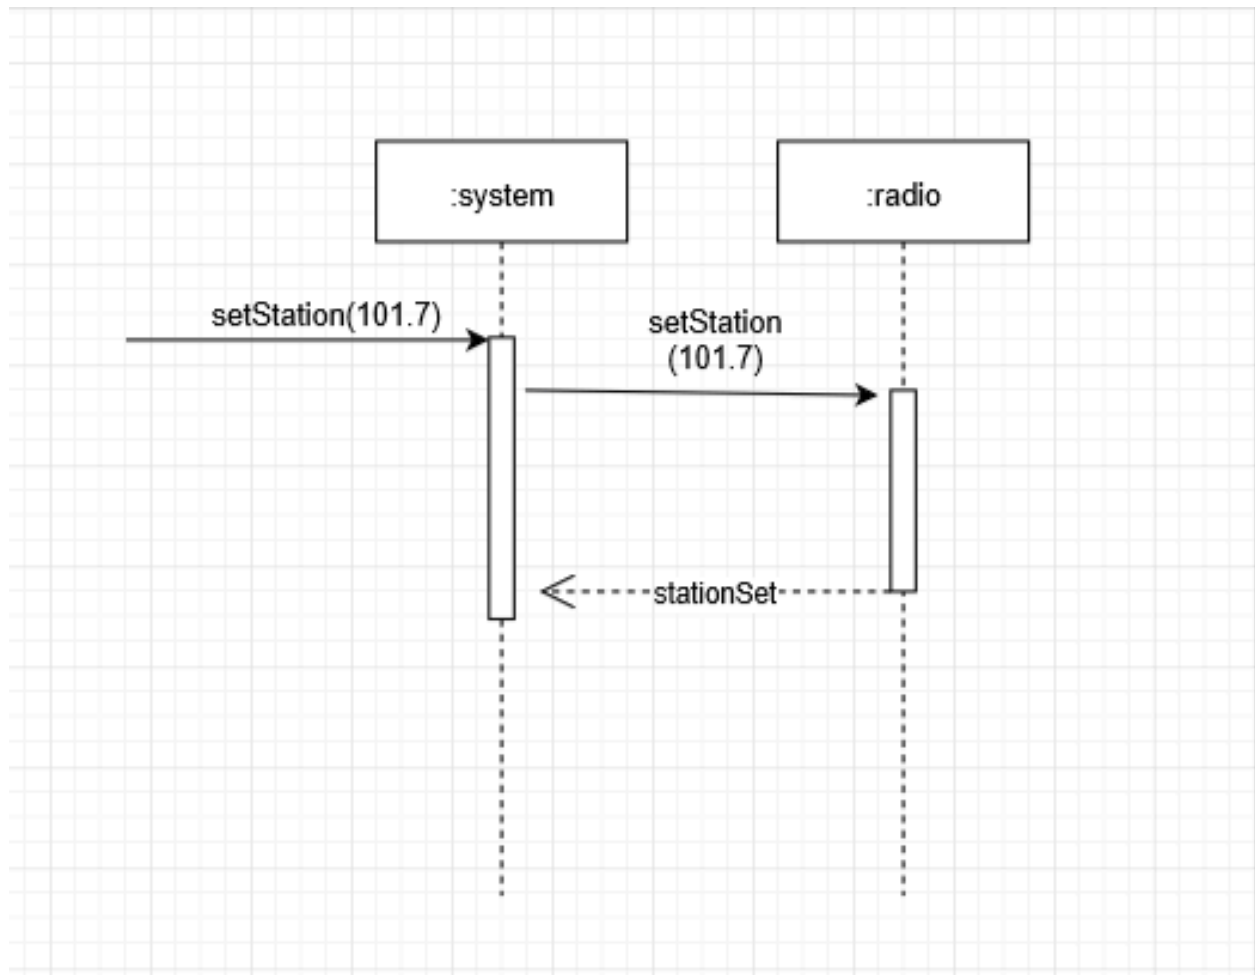 :system
:radio
setStation(101.7)
setStation
(101.7)
stationSet